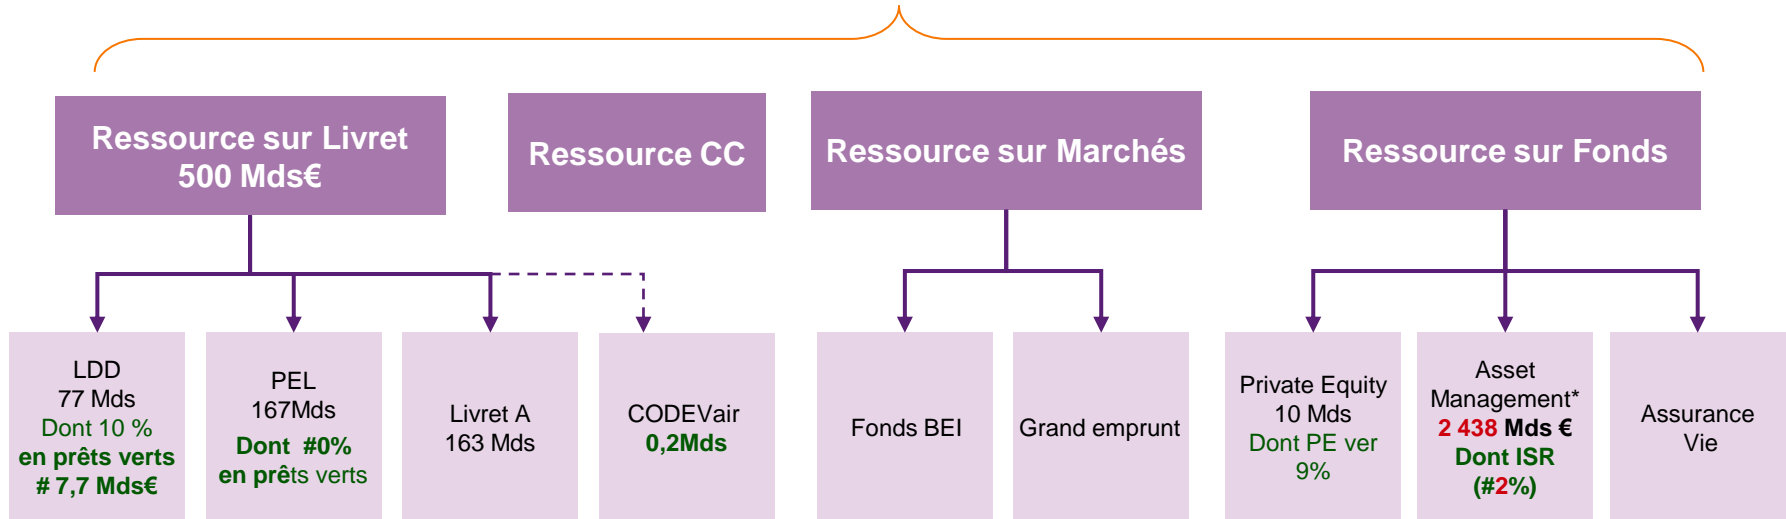 Ressource sur Livret
500 Mds€
Ressource CC
Ressource sur Marchés
Ressource sur Fonds
LDD
77 Mds
Dont 10 %
en prêts verts
# 7,7 Mds€
PEL
167Mds
Dont #0%
en prêts verts
Livret A
163 Mds
CODEVair
0,2Mds
Fonds BEI
Grand emprunt
Private Equity
10 Mds
Dont PE ver
9%
Asset
Management*
2 438 Mds €
Dont ISR
(#2%)
Assurance
Vie